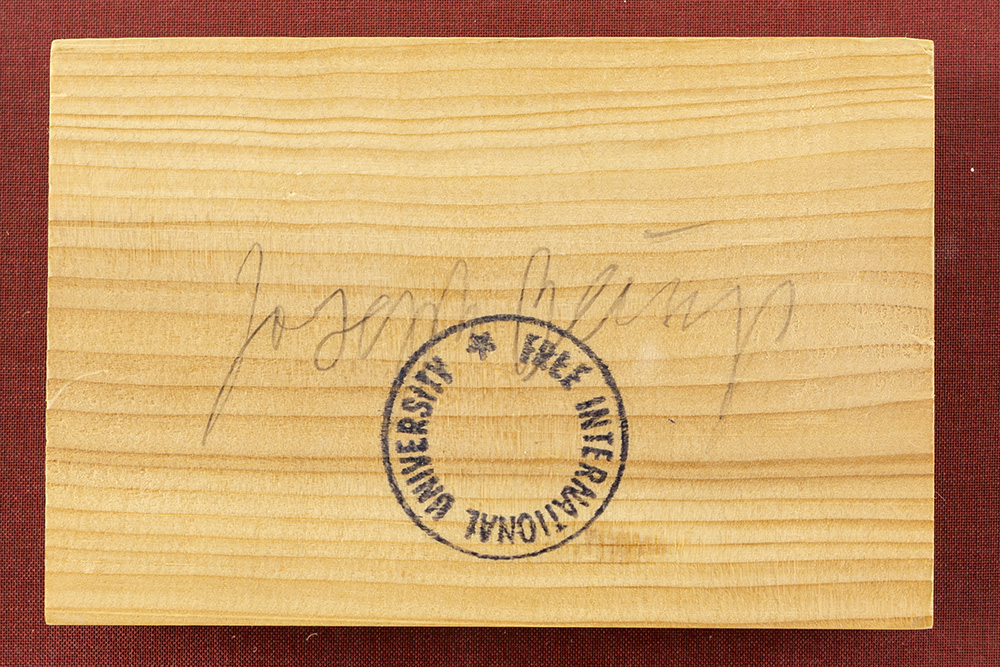 Joseph Beuys
FREE INTERNATIONAL UNIVERSITY